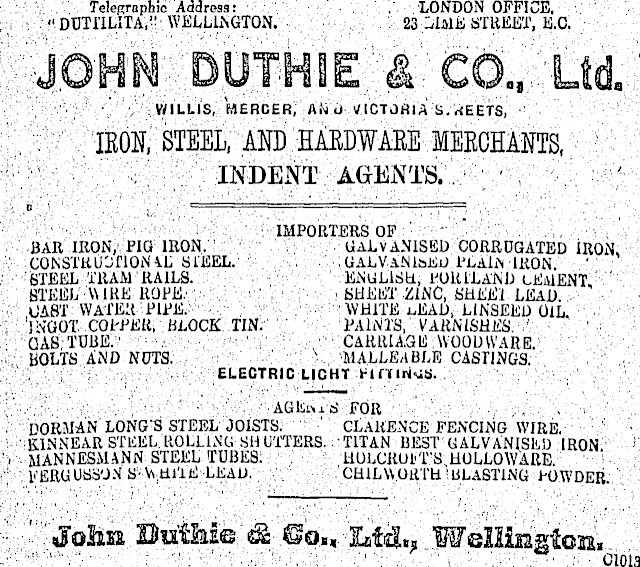 Telegraphic Address:
"DUTHLITA," WELLINGTON.
LONDON OFFICE,
23 LIME STREET, E.C.
JOHN DUTHIE & CO., Ltd.
WILLIS, MERCER, AND VICTORIA STREETS,
IRON, STEEL, AND HARDWARE MERCHANTS,
INDENT AGENTS.
IMPORTERS OF
BAR IRON, PIG IRON.
CONSTRUCTIONAL STEEL.
STEEL TRAM RAILS.
STEEL WIRE ROPE.
CAST WATER PIPE.
INGOT COPPER, BLOCK TIN.
GAS TUBE.
BOLTS AND NUTS.
GALVANISED CORRUGATED IRON,
GALVANISED PLAIN IRON.
ENGLISH, PORTLAND CEMENT,
SHEET ZINC, SHEET LEAD.
WHITE LEAD, LINSEED OIL.
PAINTS, VARNISHES.
CARRIAGE WOODWARE.
MALLEABLE CASTINGS.
ELECTRIC LIGHT FITTINGS.
AGENTS FOR
DORMAN LONG'S STEEL JOISTS.
KINNEAR STEEL ROLLING SHUTTERS.
MANNESMANN STEEL TUBES.
FERGUSSON'S WHITE LEAD.
CLARENCE FENCING WIRE.
TITAN BEST GALVANISED IRON.
HOLCROFT'S HOLLOWARE.
CHILWORTH BLASTING POWDER.
John Duthie & Co., Ltd., Wellington.
C1013